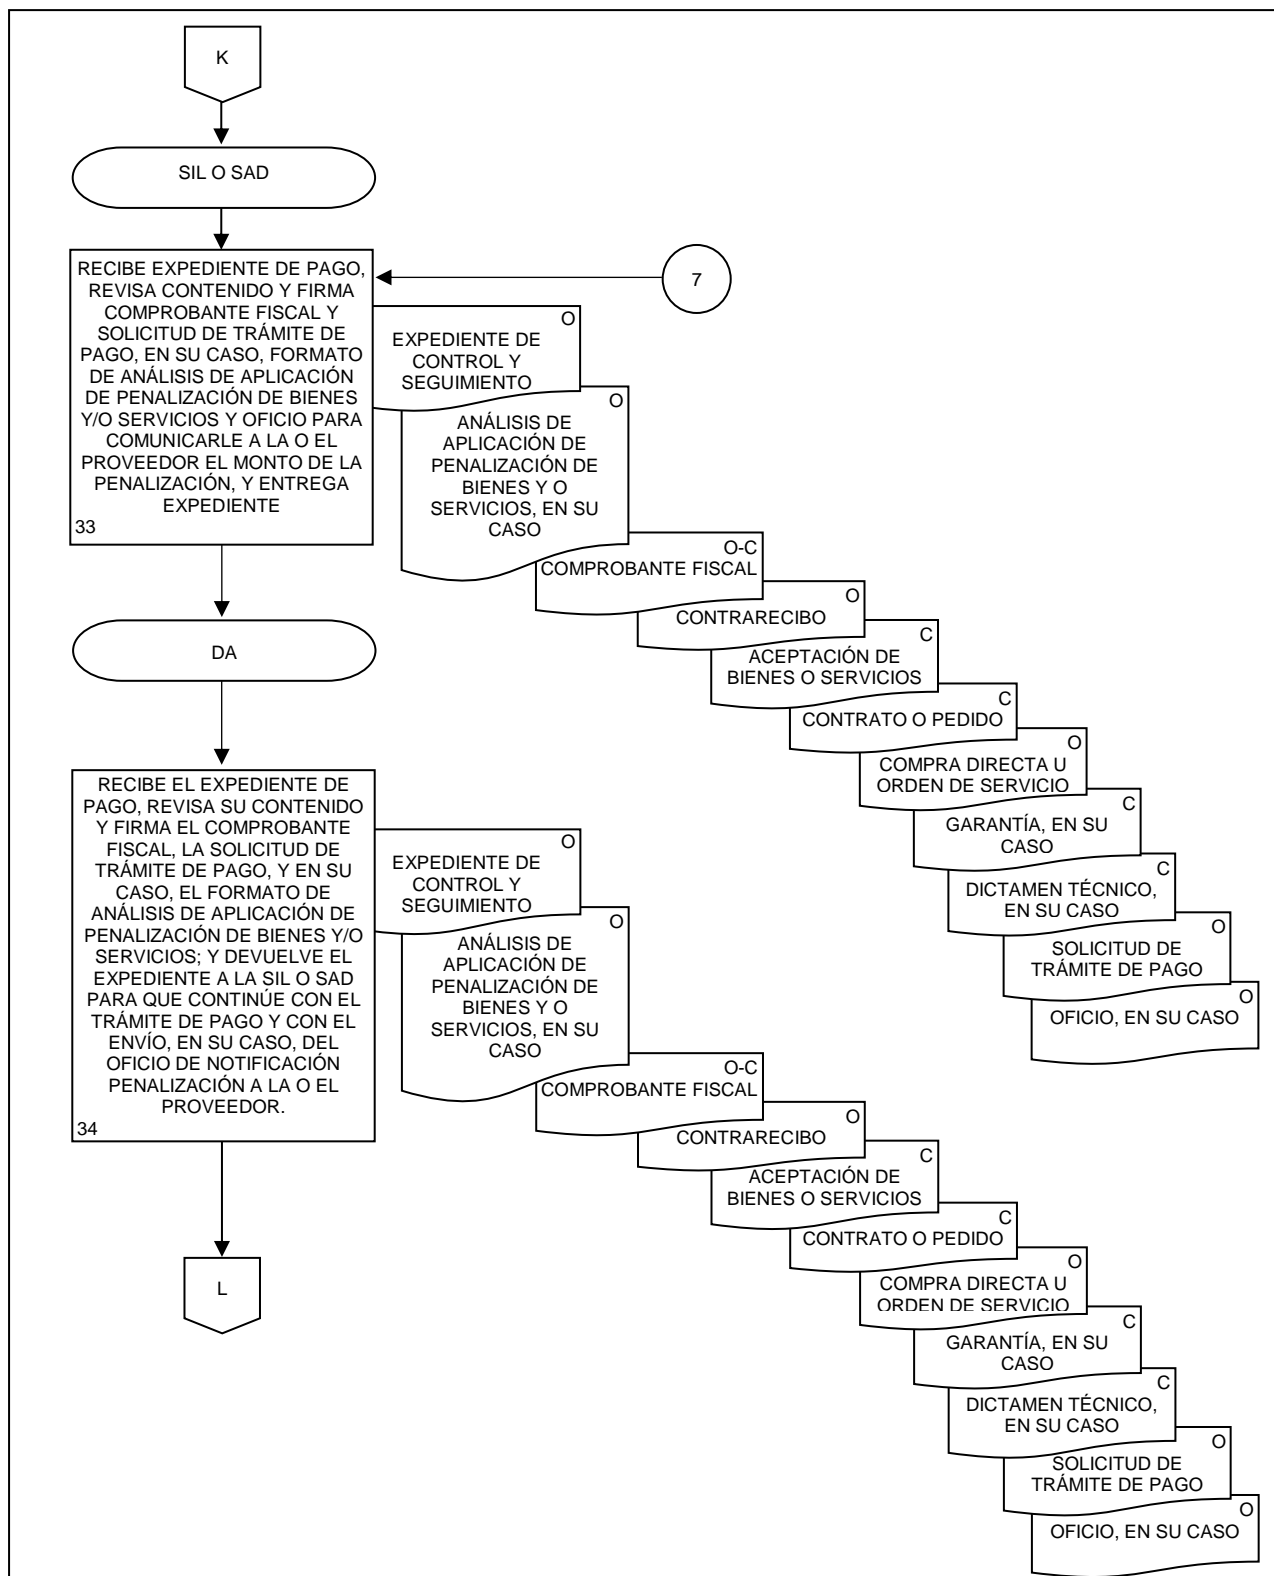 K
SIL O SAD
RECIBE EXPEDIENTE DE PAGO,
REVISA CONTENIDO Y FIRMA
COMPROBANTE FISCAL Y
SOLICITUD DE TRÁMITE DE
PAGO, EN SU CASO, FORMATO
DE ANÁLISIS DE APLICACIÓN
DE PENALIZACIÓN DE BIENES
Y/O SERVICIOS Y OFICIO PARA
COMUNICARLE A LA O EL
PROVEEDOR EL MONTO DE LA
PENALIZACIÓN, Y ENTREGA
EXPEDIENTE
33
7
O
EXPEDIENTE DE
CONTROL Y
SEGUIMIENTO
O
ANÁLISIS DE
APLICACIÓN DE
PENALIZACIÓN DE
BIENES Y O
SERVICIOS, EN SU
CASO
O-C
COMPROBANTE FISCAL
O
CONTRARECIBO
C
ACEPTACIÓN DE
BIENES O SERVICIOS
C
CONTRATO O PEDIDO
O
COMPRA DIRECTA U
ORDEN DE SERVICIO
C
GARANTÍA, EN SU
CASO
C
DICTAMEN TÉCNICO,
EN SU CASO
O
SOLICITUD DE
TRÁMITE DE PAGO
O
OFICIO, EN SU CASO
DA
RECIBE EL EXPEDIENTE DE
PAGO, REVISA SU CONTENIDO
Y FIRMA EL COMPROBANTE
FISCAL, LA SOLICITUD DE
TRÁMITE DE PAGO, Y EN SU
CASO, EL FORMATO DE
ANÁLISIS DE APLICACIÓN DE
PENALIZACIÓN DE BIENES Y/O
SERVICIOS; Y DEVUELVE EL
EXPEDIENTE A LA SIL O SAD
PARA QUE CONTINÚE CON EL
TRÁMITE DE PAGO Y CON EL
ENVÍO, EN SU CASO, DEL
OFICIO DE NOTIFICACIÓN
PENALIZACIÓN A LA O EL
PROVEEDOR.
34
O
EXPEDIENTE DE
CONTROL Y
SEGUIMIENTO
O
ANÁLISIS DE
APLICACIÓN DE
PENALIZACIÓN DE
BIENES Y O
SERVICIOS, EN SU
CASO
O-C
COMPROBANTE FISCAL
O
CONTRARECIBO
C
ACEPTACIÓN DE
BIENES O SERVICIOS
C
CONTRATO O PEDIDO
O
COMPRA DIRECTA U
ORDEN DE SERVICIO
C
GARANTÍA, EN SU
CASO
C
DICTAMEN TÉCNICO,
EN SU CASO
O
SOLICITUD DE
TRÁMITE DE PAGO
O
OFICIO, EN SU CASO
L